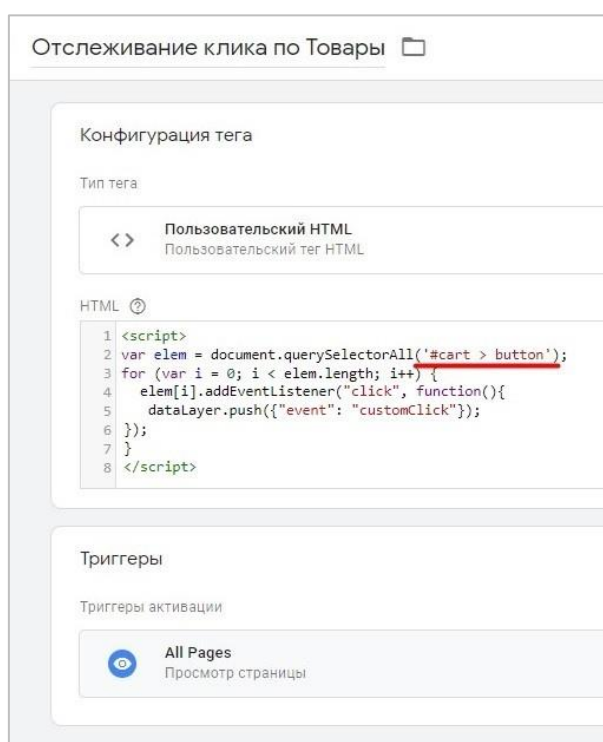 Отслеживание клика по Товары
Конфигурация тега
Тип тега
Пользовательский HTML
Пользовательский тег HTML
HTML
1 <script>
2 var elem = document.querySelectorAll('#cart > button');
3 for (var i = 0; i < elem.length; i++) {
4 elem[i].addEventListener("click", function(){
5 dataLayer.push({"event": "customClick"});
6 });
7 }
8 </script>
Триггеры
Триггеры активации
All Pages
Просмотр страницы